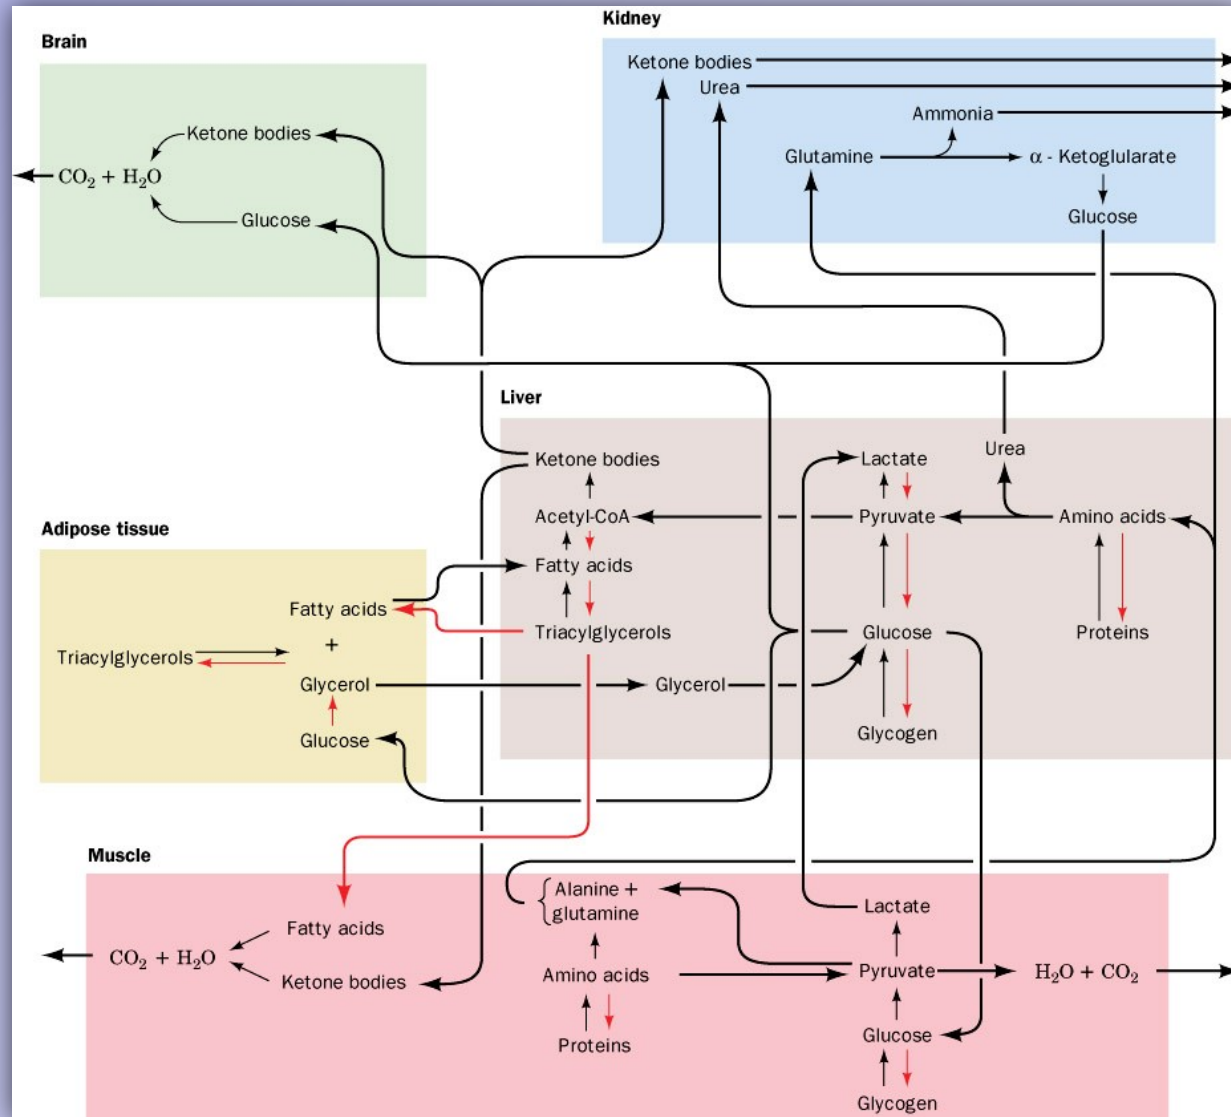 Kidney
Ketone bodies
Urea
Ammonia
Glutamine
α - Ketoglularate
Glucose
Brain
Ketone bodies
CO₂ + H₂O
Glucose
Liver
Ketone bodies
Lactate
Urea
Acetyl-CoA
Pyruvate
Amino acids
Fatty acids
Triacylglycerols
Glucose
Proteins
Glycerol
Glycogen
Adipose tissue
Fatty acids
+
Triacylglycerols
Glycerol
Glucose
Muscle
Alanine +
glutamine
Lactate
Fatty acids
CO₂ + H₂O
Ketone bodies
Amino acids
Pyruvate
H₂O + CO₂
Proteins
Glucose
Glycogen